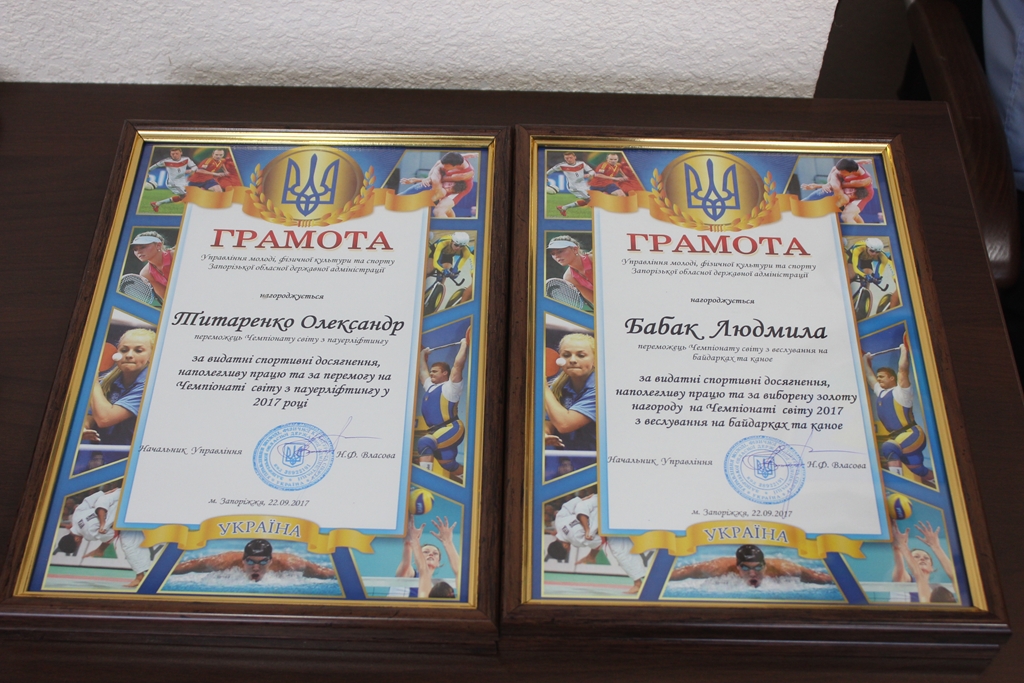 ГРАМОТА
Управління молоді, фізичної культури та спорту
Запорізької обласної державної адміністрації
нагороджується
Титаренко Олександр
переможець Чемпіонату світу з пауерліфтингу
за видатні спортивні досягнення,
наполегливу працю та за перемогу на
Чемпіонаті світу з пауерліфтингу у
2017 році
Начальник Управління Н.Ф. Власова
м. Запоріжжя, 22.09.2017
УКРАЇНА
ГРАМОТА
Управління молоді, фізичної культури та спорту
Запорізької обласної державної адміністрації
нагороджується
Бабак Людмила
переможець Чемпіонату світу з веслування на
байдарках та каное
за видатні спортивні досягнення,
наполегливу працю та за виборену золоту
нагороду на Чемпіонаті світу 2017
з веслування на байдарках та каное
Начальник Управління Н.Ф. Власова
м. Запоріжжя, 22.09.2017
УКРАЇНА